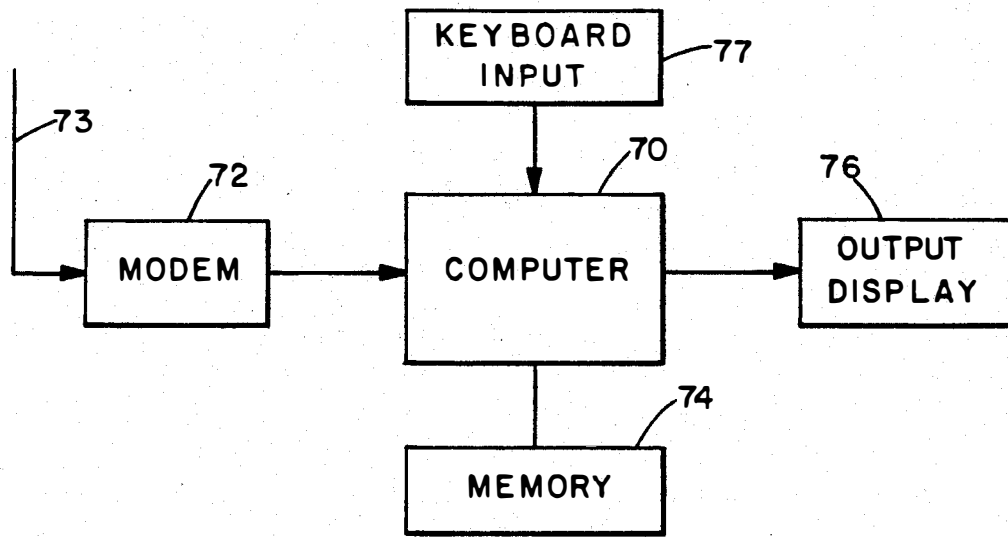 KEYBOARD
INPUT
77
73
72
70
76
MODEM
COMPUTER
OUTPUT
DISPLAY
74
MEMORY